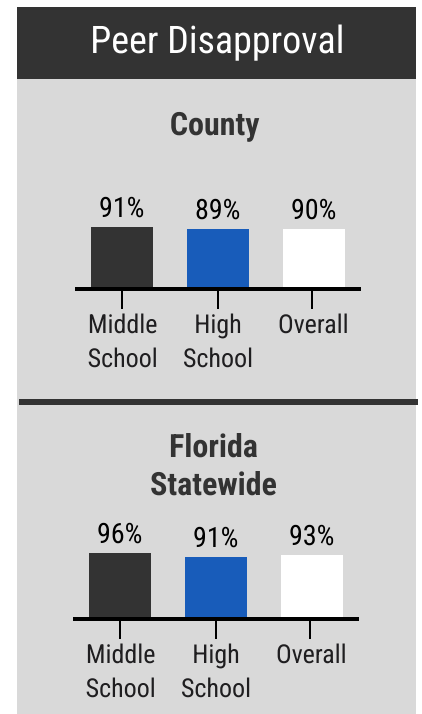 Peer Disapproval
County
91% 89% 90%
Middle School High School Overall
Florida
Statewide
96% 91% 93%
Middle School High School Overall